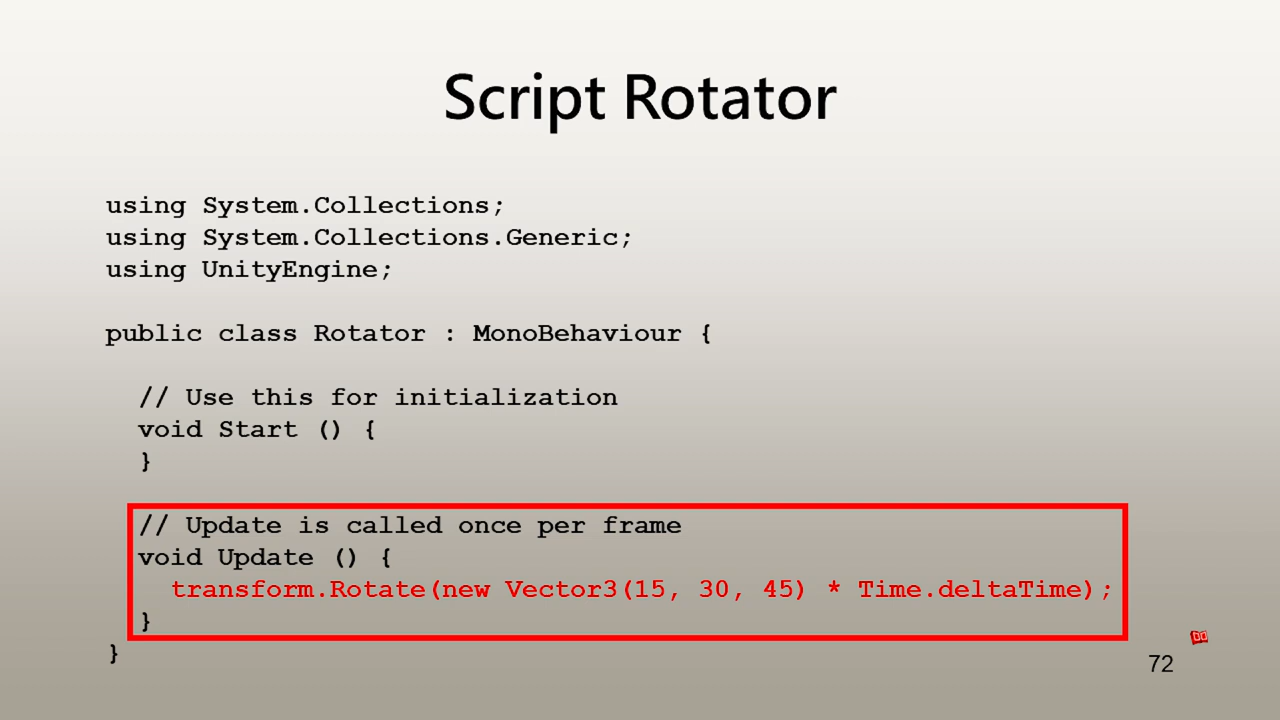 Script Rotator
using System.Collections;
using System.Collections.Generic;
using UnityEngine;
public class Rotator : MonoBehaviour {
// Use this for initialization
void Start () {
}
// Update is called once per frame
void Update () {
transform.Rotate(new Vector3(15, 30, 45) * Time.deltaTime);
}
}
72